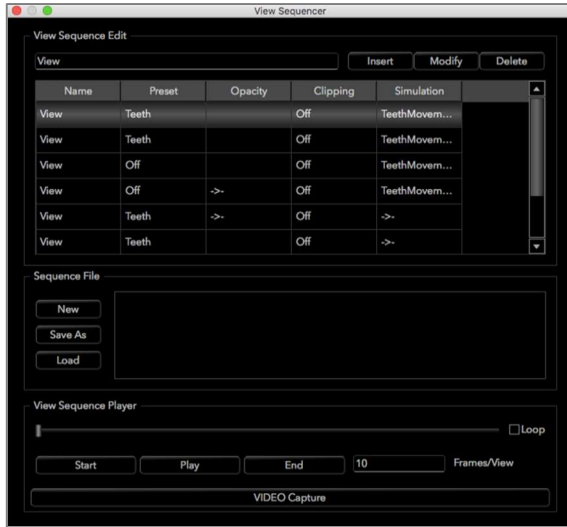 View Sequencer
View Sequence Edit
View Insert Modify Delete
Name Preset Opacity Clipping Simulation
View Teeth Off TeethMovem...
View Teeth Off TeethMovem...
View Off Off TeethMovem...
View Off ->- Off TeethMovem...
View Teeth ->- Off ->-
View Teeth Off ->-
Sequence File
New
Save As
Load
View Sequence Player
Loop
Start Play End 10 Frames/View
VIDEO Capture